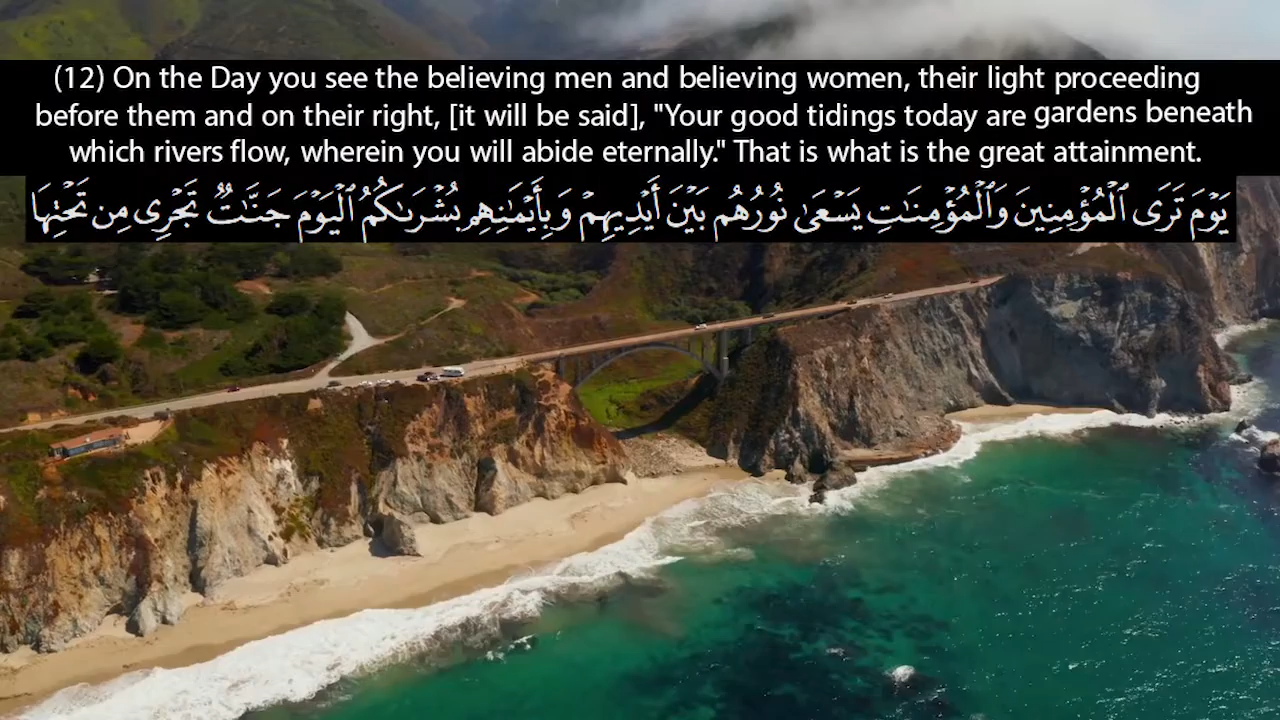 (12) On the Day you see the believing men and believing women, their light proceeding
before them and on their right, [it will be said], "Your good tidings today are gardens beneath
which rivers flow, wherein you will abide eternally." That is what is the great attainment.
يَوْمَ تَرَى ٱلْمُؤْمِنِينَ وَٱلْمُؤْمِنَٰتِ يَسْعَىٰ نُورُهُم بَيْنَ أَيْدِيهِمْ وَبِأَيْمَٰنِهِم بُشْرَىٰكُمُ ٱلْيَوْمَ جَنَّٰتٌ تَجْرِى مِن تَحْتِهَا